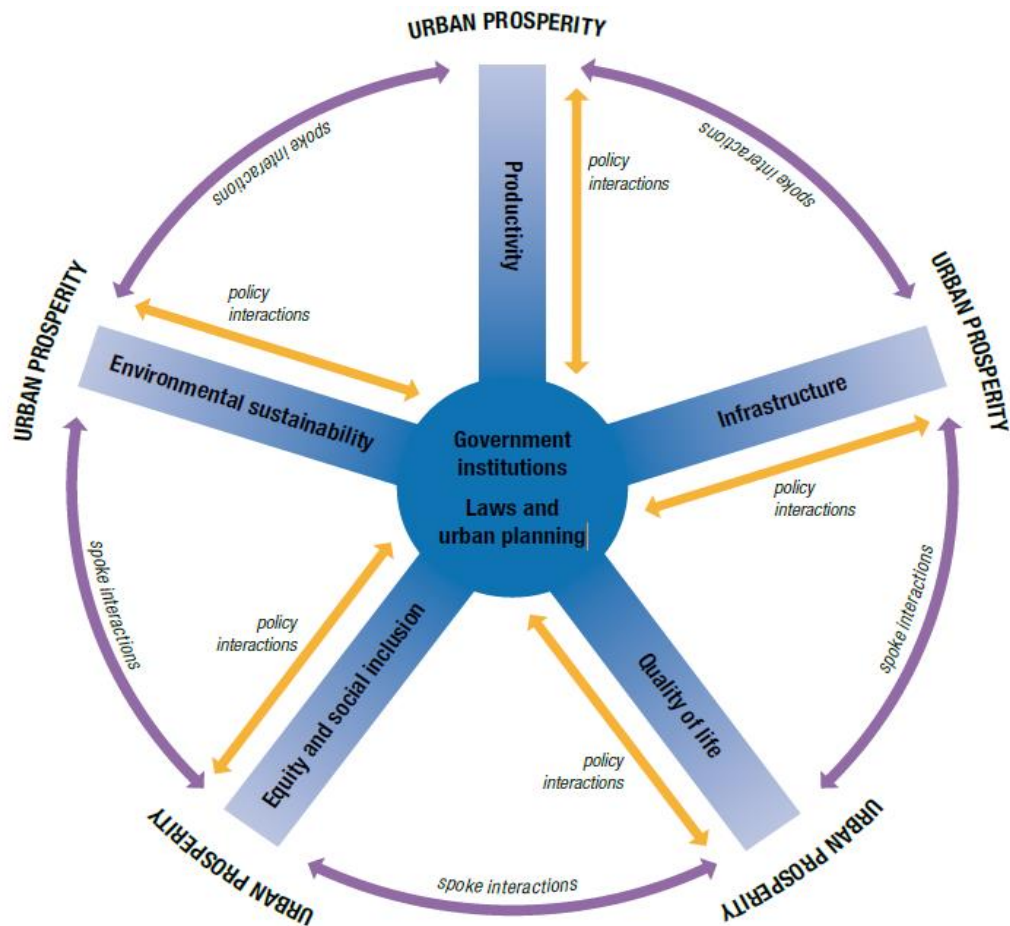 URBAN PROSPERITY
spoke interactions
spoke interactions
Productivity
policy
interactions
URBAN PROSPERITY
URBAN PROSPERITY
policy
interactions
Environmental sustainability
Infrastructure
Government
institutions
Laws and
urban planning
policy
interactions
spoke interactions
spoke interactions
policy
interactions
Equity and social inclusion
Quality of life
policy
interactions
URBAN PROSPERITY
URBAN PROSPERITY
spoke interactions